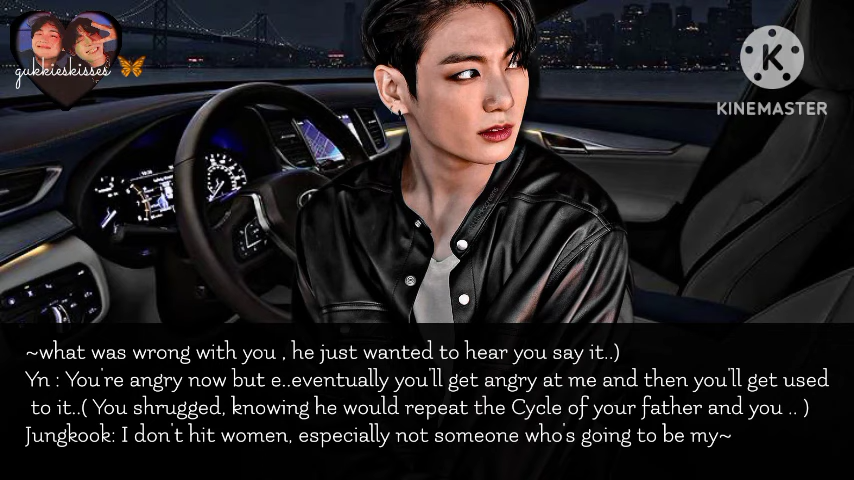 gukkieskisses
KINEMASTER
~what was wrong with you , he just wanted to hear you say it..)
Yn : You're angry now but e..eventually you'll get angry at me and then you'll get used
to it..( You shrugged, knowing he would repeat the Cycle of your father and you .. )
Jungkook: I don't hit women, especially not someone who's going to be my~